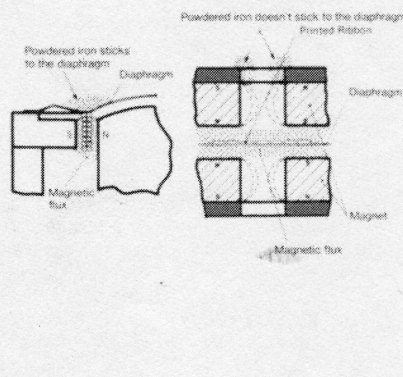 Powdered iron doesn't stick to the diaphragm
Printed Ribbon
Powdered iron sticks
to the diaphragm
Diaphragm
Diaphragm
S
N
Magnetic
flux
Magnet
Magnetic flux